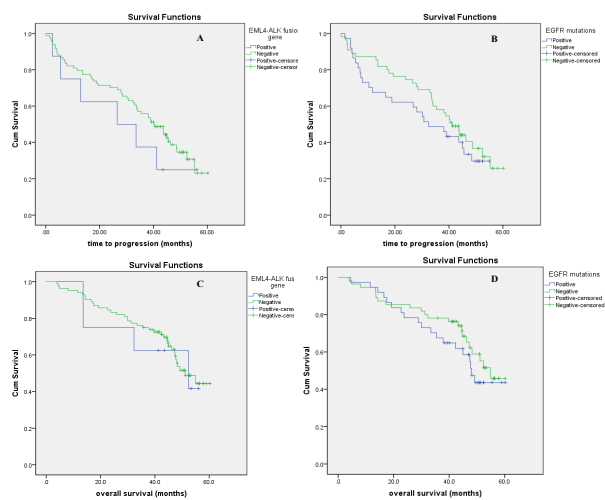 Survival Functions
A
EML4-ALK fusio
gene
Positive
Negative
Positive-censore
Negative-censor
Cum Survival
1.0
0.8
0.6
0.4
0.2
0.0
.00
20.00
40.00
60.00
time to progression (months)
Survival Functions
B
EGFR mutations
Positive
Negative
Positive-censored
Negative-censored
Cum Survival
1.0
0.8
0.6
0.4
0.2
0.0
.00
20.00
40.00
60.00
time to progression (months)
Survival Functions
C
EML4-ALK fus
gene
Positive
Negative
Positive-censo
Negative-cens
Cum Survival
1.0
0.8
0.6
0.4
0.2
0.0
.0
20.0
40.0
60.0
overall survival (months)
Survival Functions
D
EGFR mutations
Positive
Negative
Positive-censored
Negative-censored
Cum Survival
1.0
0.8
0.6
0.4
0.2
0.0
.0
20.0
40.0
60.0
overall survival (months)